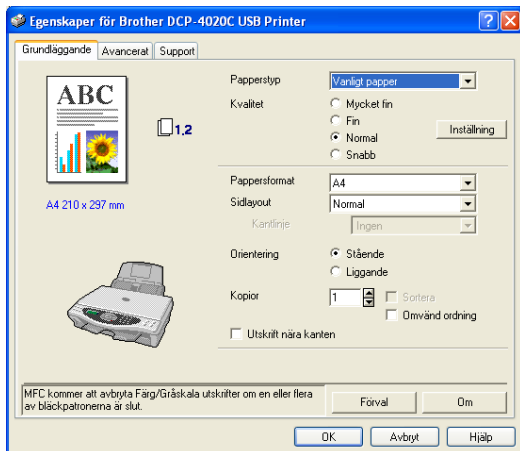 Egenskaper för Brother DCP-4020C USB Printer
Grundläggande Avancerat Support
ABC
1,2
A4 210 x 297 mm
Papperstyp Vanligt papper
Kvalitet Mycket fin
Fin
Normal
Snabb
Inställning
Pappersformat A4
Sidlayout Normal
Kantlinje Ingen
Orientering Stående
Liggande
Kopior 1 Sortera
Omvänd ordning
Utskrift nära kanten
MFC kommer att avbryta Färg/Gråskala utskrifter om en eller flera
av bläckpatronerna är slut.
Förval Om
OK Avbryt Hjälp